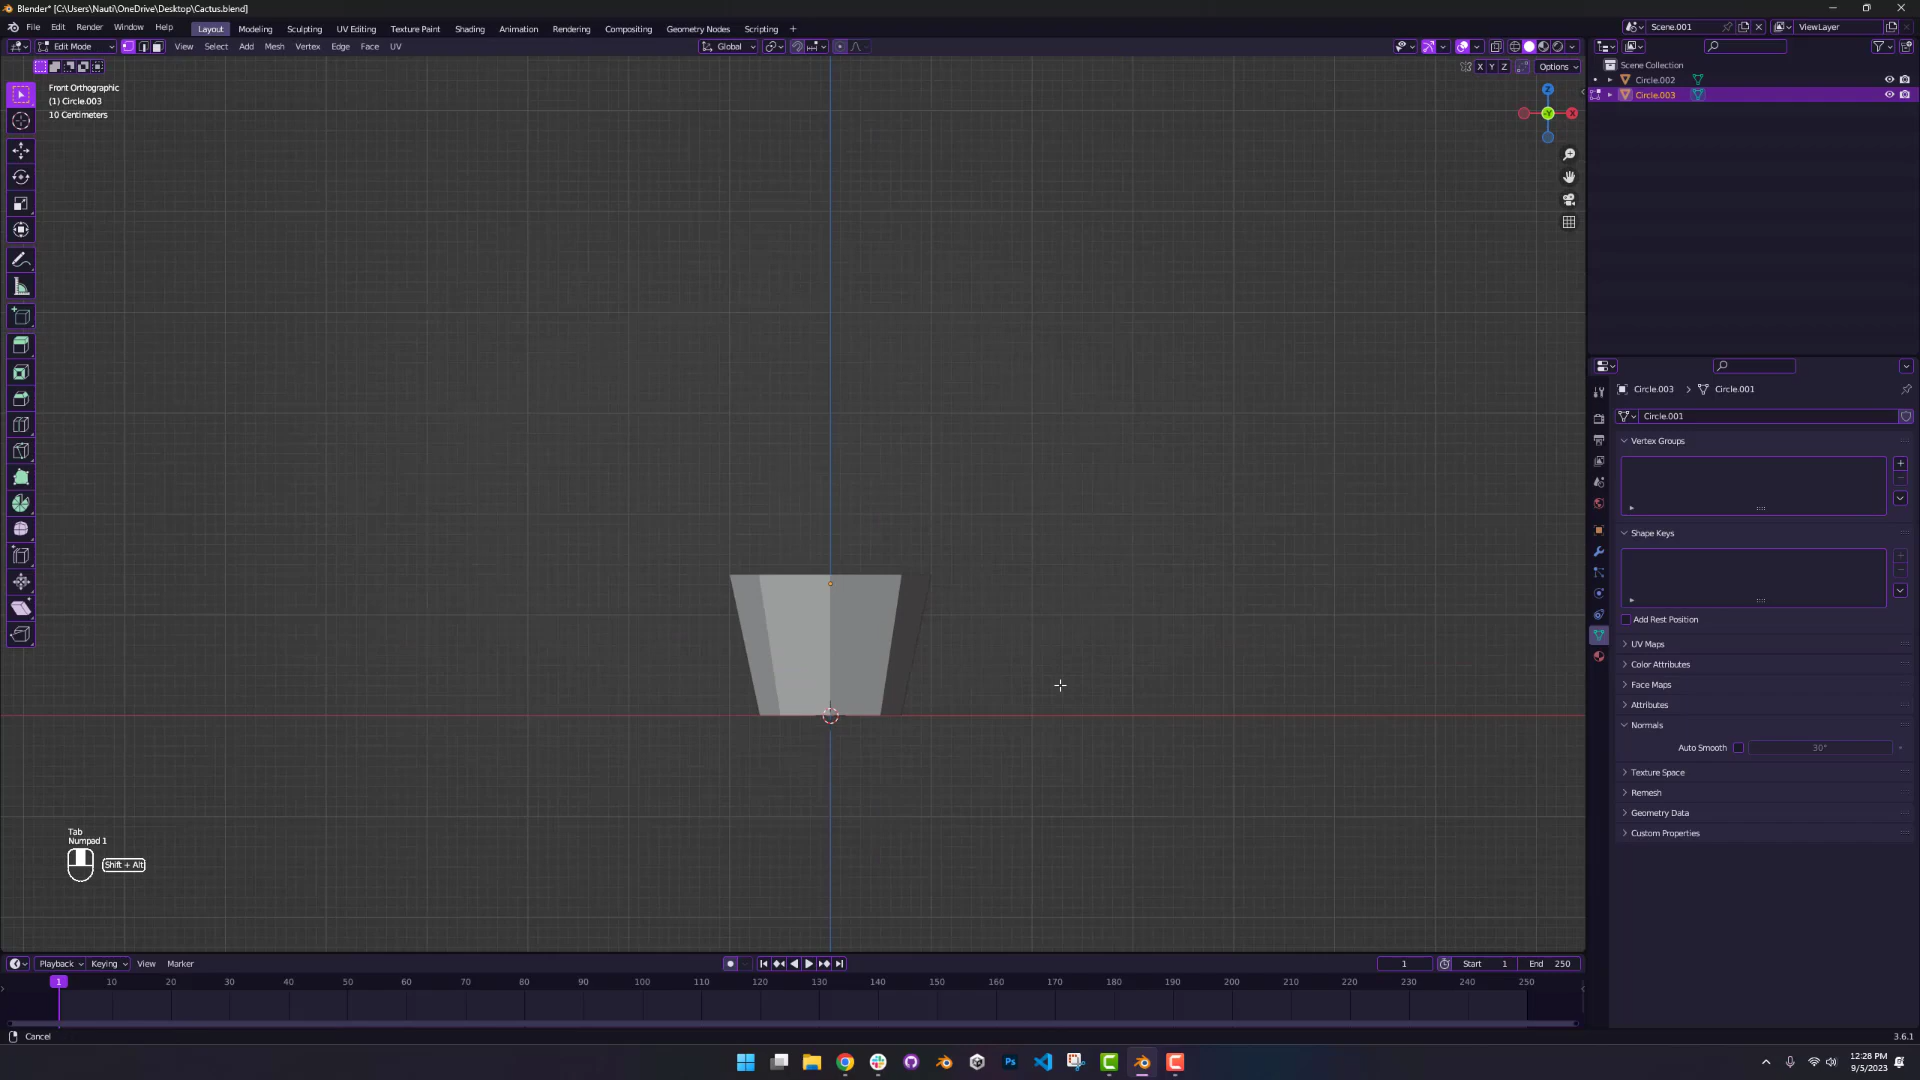 Blender* [C:\Users\Nauti\OneDrive\Desktop\Cactus.blend]
File Edit Render Window Help Layout Modeling Sculpting UV Editing Texture Paint Shading Animation Rendering Compositing Geometry Nodes Scripting + Scene.001 ViewLayer
Edit Mode View Select Add Mesh Vertex Edge Face UV Global
X Y Z Options
Front Orthographic
(1) Circle.003
10 Centimeters
Z
-Y X
Scene Collection
Circle.002
Circle.003
Circle.003 > Circle.001
Circle.001
Vertex Groups
Shape Keys
Add Rest Position
UV Maps
Color Attributes
Face Maps
Attributes
Normals
Auto Smooth 30°
Texture Space
Remesh
Geometry Data
Custom Properties
Tab
Numpad 1
Shift + Alt
Playback Keying View Marker 1 Start 1 End 250
1 10 20 30 40 50 60 70 80 90 100 110 120 130 140 150 160 170 180 190 200 210 220 230 240 250
Cancel 3.6.1
Ps
12:28 PM
9/5/2023